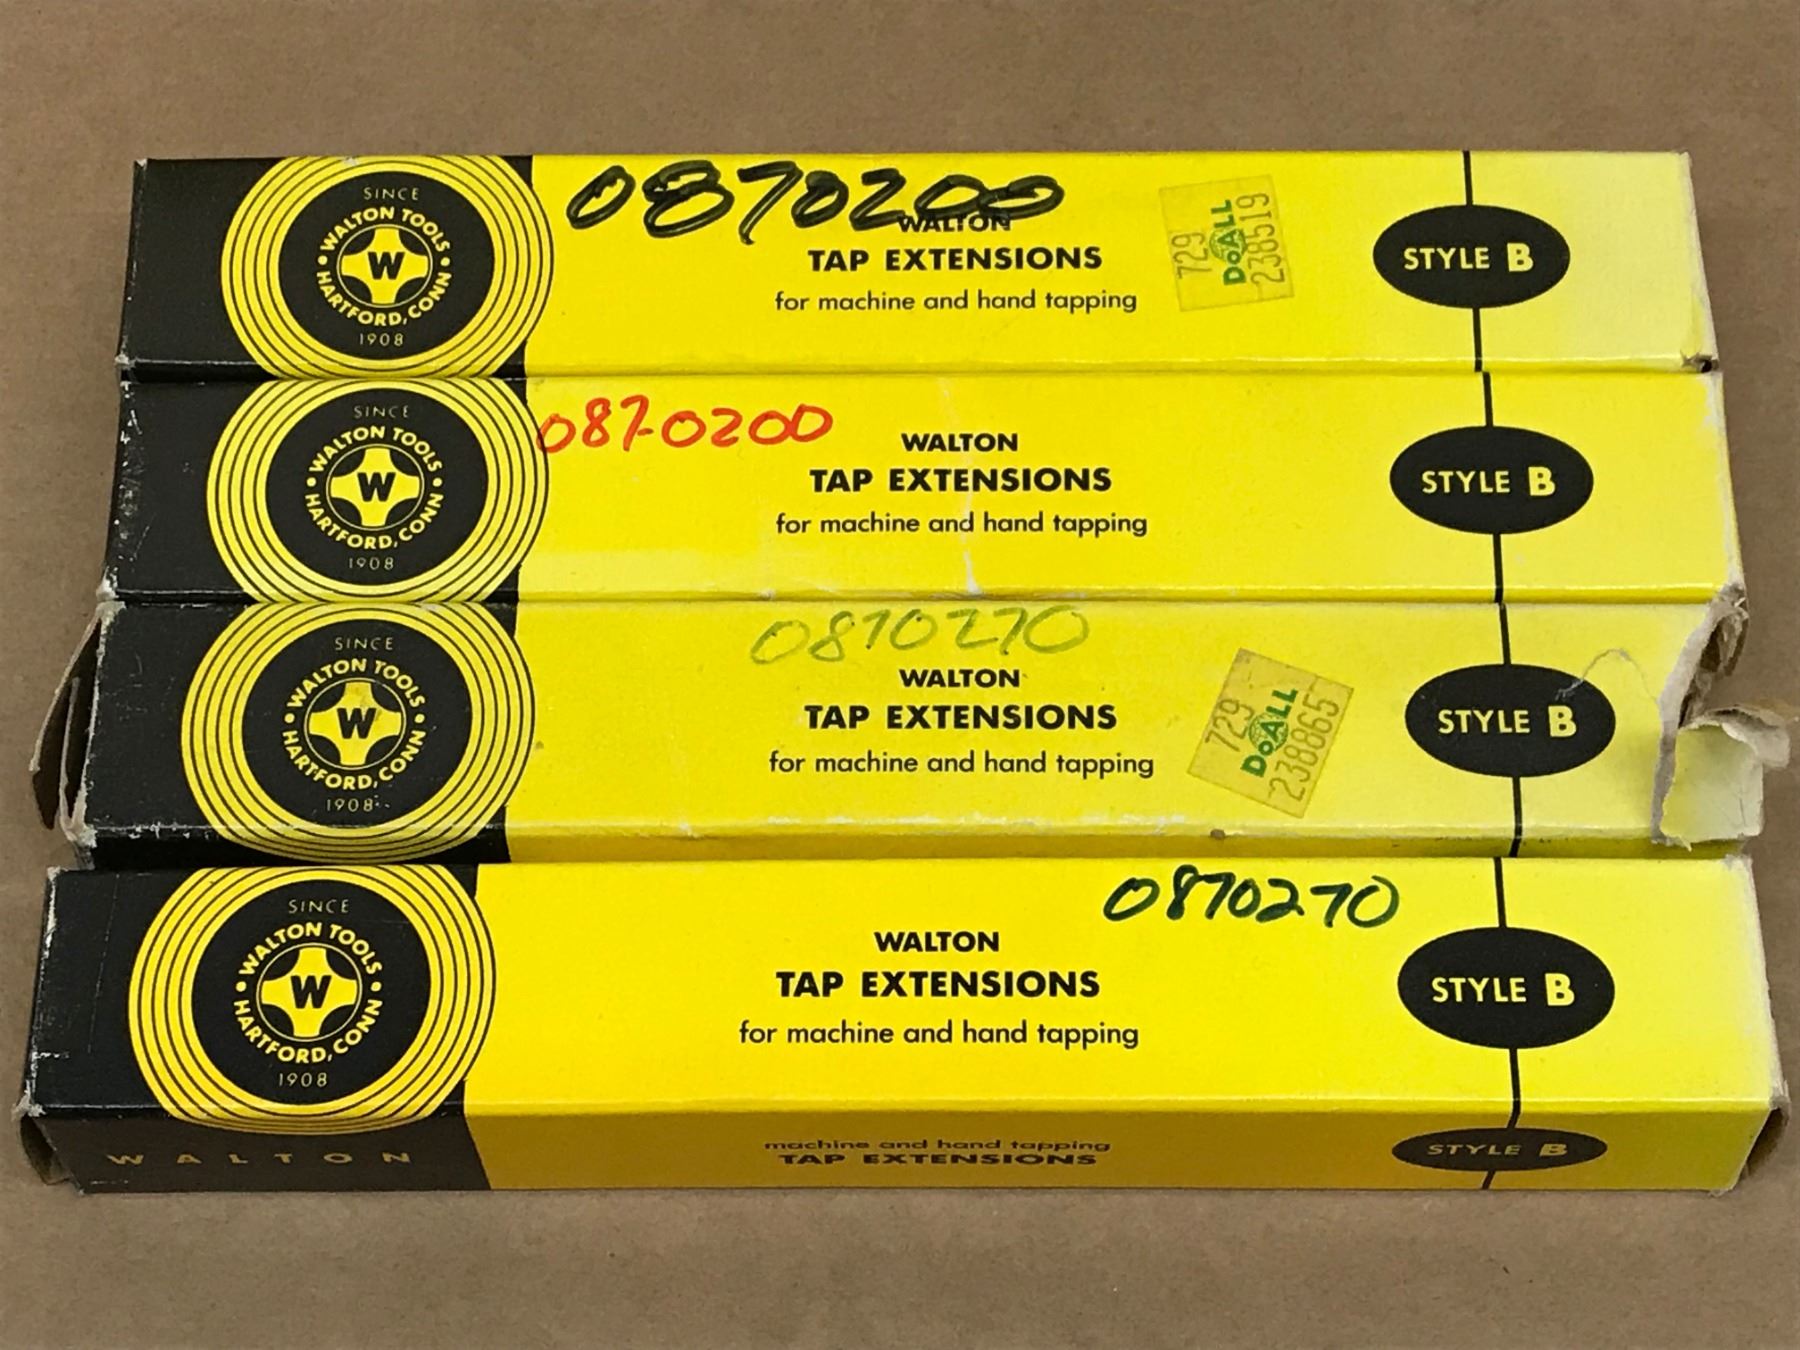 0870200
SINCE
WALTON TOOLS
W
HARTFORD, CONN
1908
WALTON
TAP EXTENSIONS
for machine and hand tapping
729
DoALL
238519
STYLE B
087-0200
SINCE
WALTON TOOLS
W
HARTFORD, CONN
1908
WALTON
TAP EXTENSIONS
for machine and hand tapping
STYLE B
0870270
SINCE
WALTON TOOLS
W
HARTFORD, CONN
1908
WALTON
TAP EXTENSIONS
for machine and hand tapping
729
DoALL
238865
STYLE B
0870270
SINCE
WALTON TOOLS
W
HARTFORD, CONN
1908
WALTON
TAP EXTENSIONS
for machine and hand tapping
STYLE B
WALTON
machine and hand tapping
TAP EXTENSIONS
STYLE B